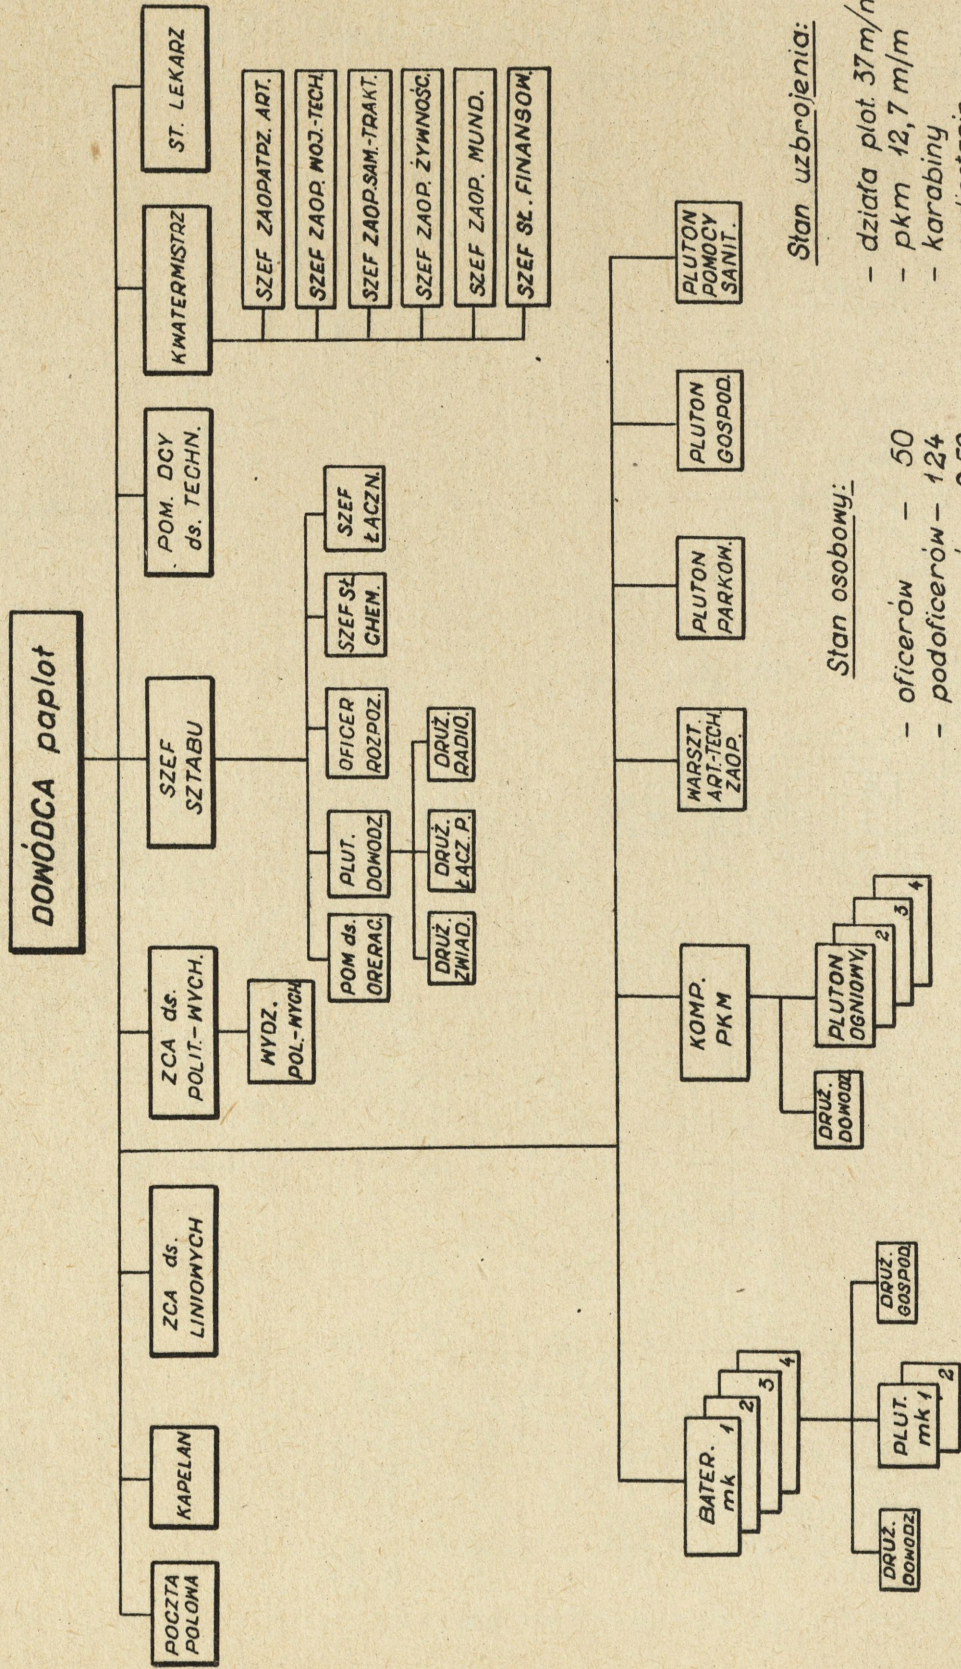 DOWÓDCA paplot
POCZTA
POLOWA
KAPELAN
ZCA ds.
LINIOWYCH
ZCA ds.
POLIT.-WYCH.
SZEF
SZTABU
POM. DCY
ds. TECHN.
KWATERMISTRZ
ST. LEKARZ
WYDZ.
POL.-WYCH
POM ds.
ORERAC.
PLUT.
DOWODZ
OFICER
ROZPOZ.
SZEF SŁ.
CHEM.
SZEF
ŁACZN.
DRUŻ.
ZWIAD.
DRUŻ.
ŁĄCZ. P.
DRUŻ.
RADIO.
SZEF ZAOPATPZ. ART.
SZEF ZAOP. WOJ.-TECH.
SZEF ZAOP. SAM.-TRAKT.
SZEF ZAOP. ŻYWNOŚC.
SZEF ZAOP. MUND.
SZEF SŁ. FINANSOW.
BATER.
mk 1
2
3
4
KOMP.
PKM
WARSZT.
ART.-TECH.
ZAOP.
PLUTON
PARKOW.
PLUTON
GOSPOD.
PLUTON
POMOCY
SANIT.
DRUŻ.
DOWODZ.
PLUT.
mk 1
2
DRUŻ.
GOSPOD.
DRUŻ.
DOWODZ
PLUTON
OGNIOWY 1
2
3
4
Stan osobowy:
- oficerów - 50
- podoficerów - 124
Stan uzbrojenia:
- działa plot. 37 m/m
- pkm 12,7 m/m
- karabiny